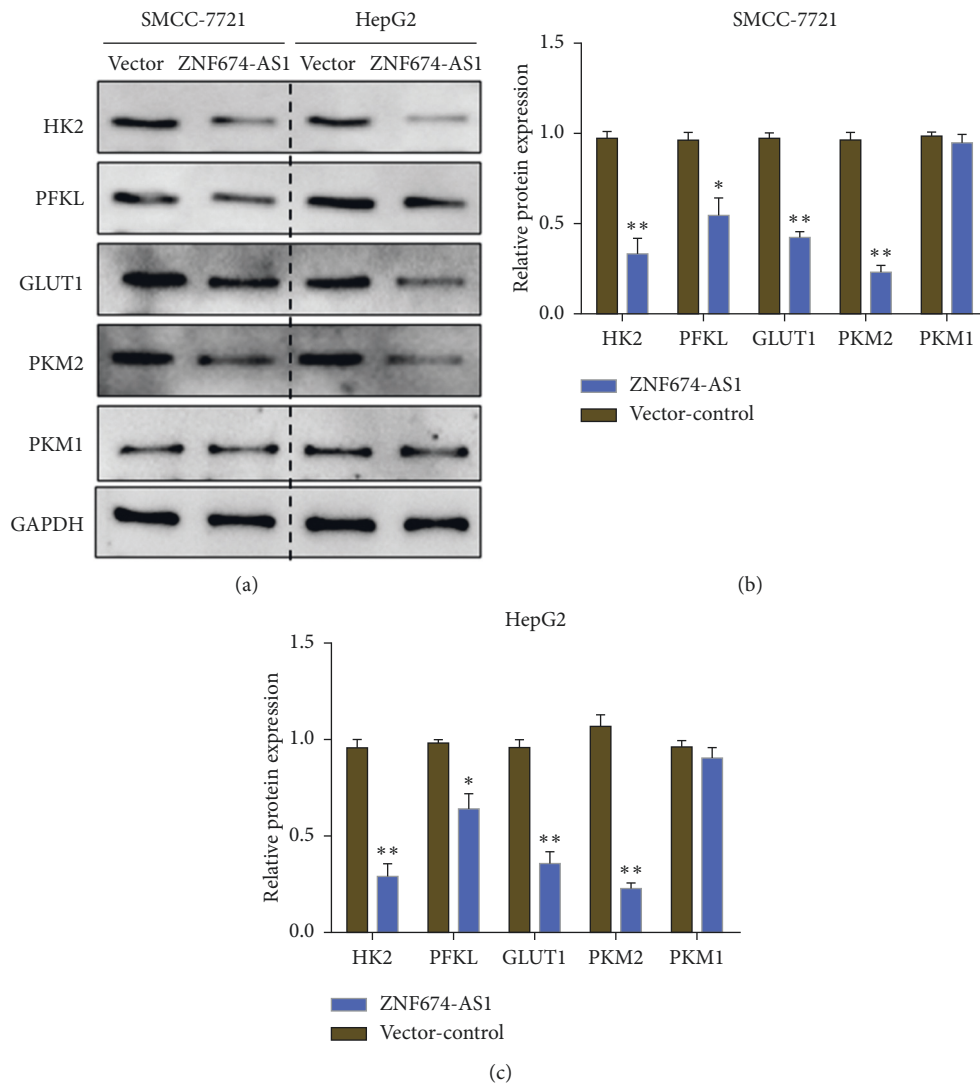 SMCC-7721 HepG2
Vector ZNF674-AS1 Vector ZNF674-AS1
HK2
PFKL
GLUT1
PKM2
PKM1
GAPDH
(a)
SMCC-7721
Relative protein expression
1.5
1.0
0.5
0.0
** * ** **
HK2 PFKL GLUT1 PKM2 PKM1
ZNF674-AS1
Vector-control
(b)
HepG2
Relative protein expression
1.5
1.0
0.5
0.0
** * ** **
HK2 PFKL GLUT1 PKM2 PKM1
ZNF674-AS1
Vector-control
(c)